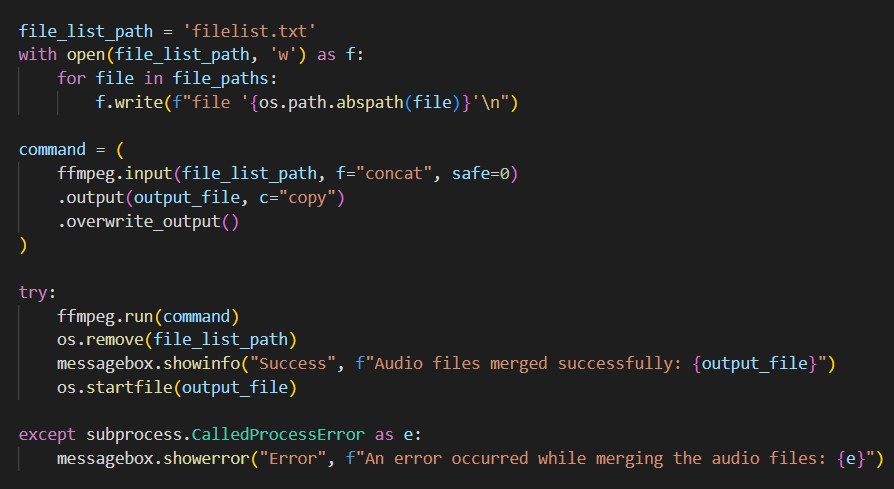 file_list_path = 'filelist.txt'
with open(file_list_path, 'w') as f:
    for file in file_paths:
        f.write(f"file '{os.path.abspath(file)}'\n")

command = (
    ffmpeg.input(file_list_path, f="concat", safe=0)
    .output(output_file, c="copy")
    .overwrite_output()
)

try:
    ffmpeg.run(command)
    os.remove(file_list_path)
    messagebox.showinfo("Success", f"Audio files merged successfully: {output_file}")
    os.startfile(output_file)

except subprocess.CalledProcessError as e:
    messagebox.showerror("Error", f"An error occurred while merging the audio files: {e}")